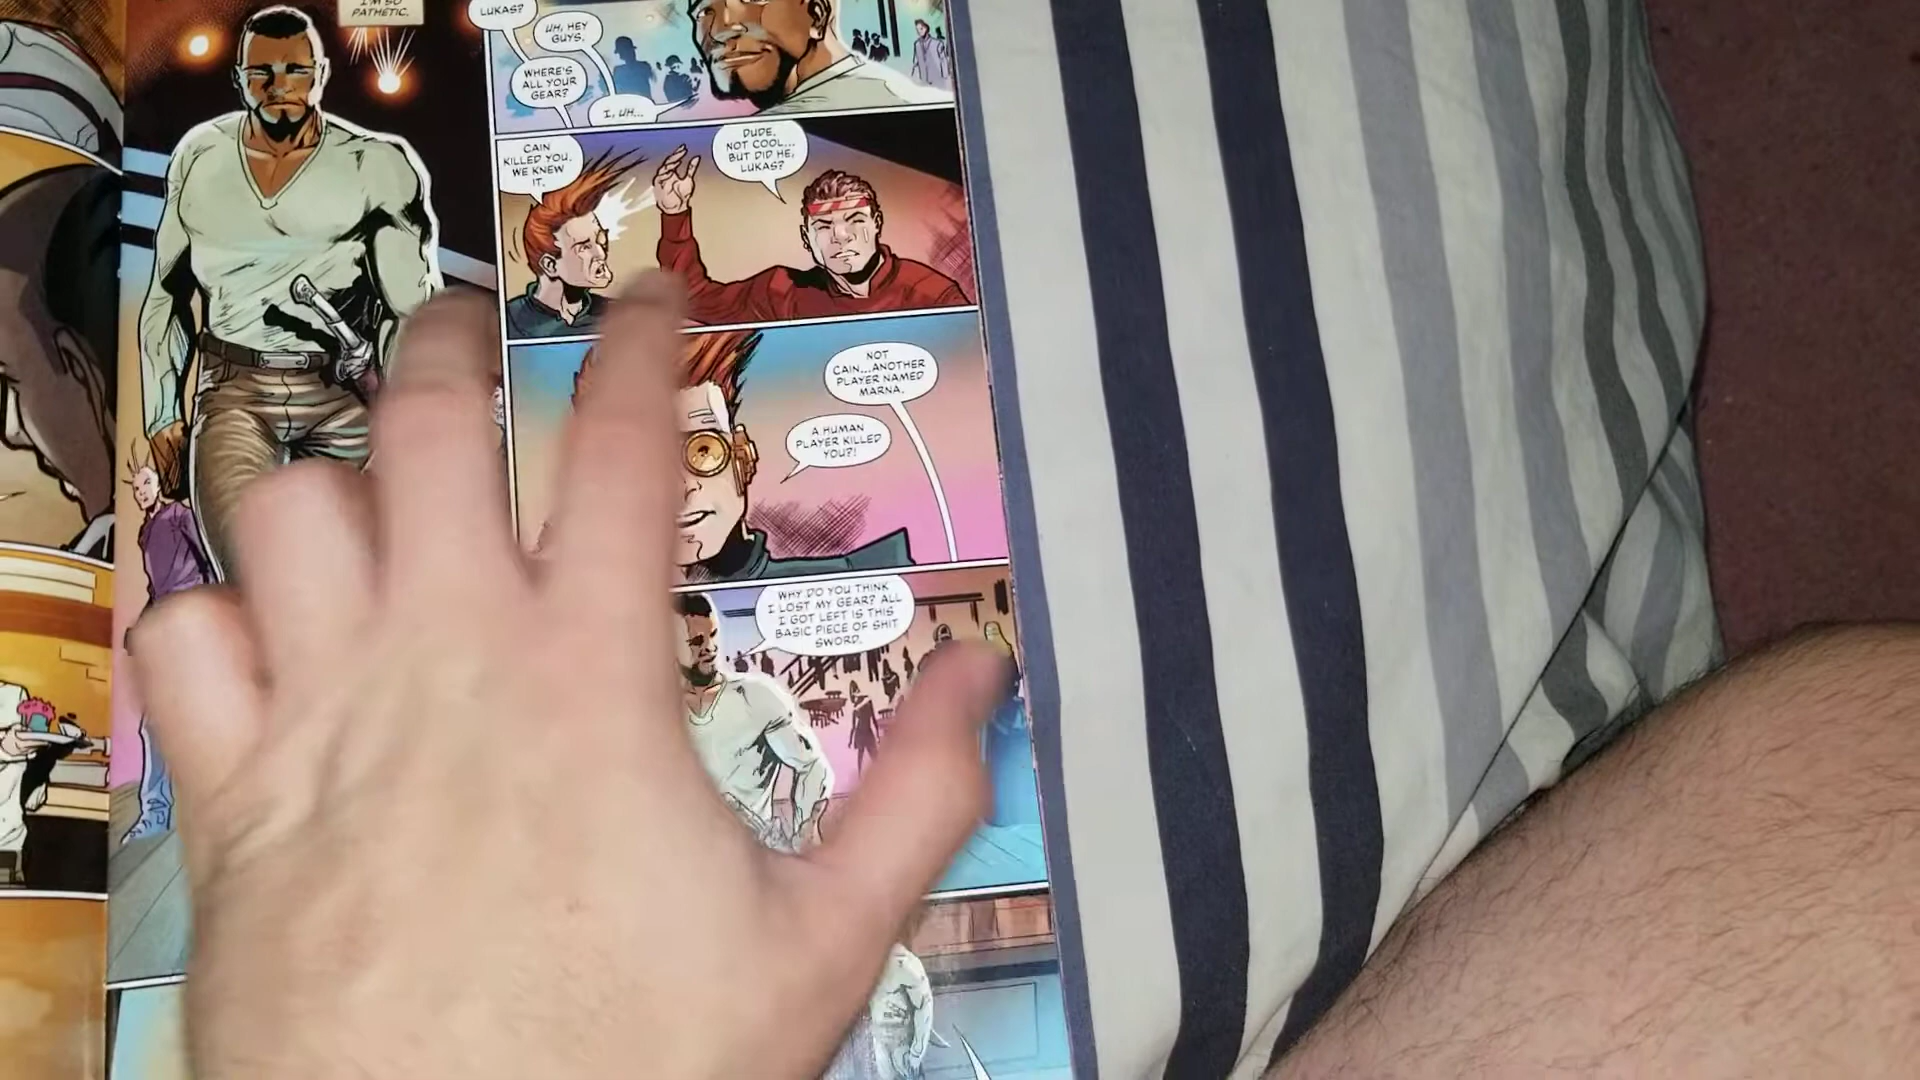 I'M SO
PATHETIC.
LUKAS?
UH, HEY
GUYS.
WHERE'S
ALL YOUR
GEAR?
I, UH...
CAIN
KILLED YOU.
WE KNEW
IT.
DUDE.
NOT COOL...
BUT DID HE,
LUKAS?
NOT
CAIN...ANOTHER
PLAYER NAMED
MARNA.
A HUMAN
PLAYER KILLED
YOU?!
WHY DO YOU THINK
I LOST MY GEAR? ALL
I GOT LEFT IS THIS
BASIC PIECE OF SHIT
SWORD.